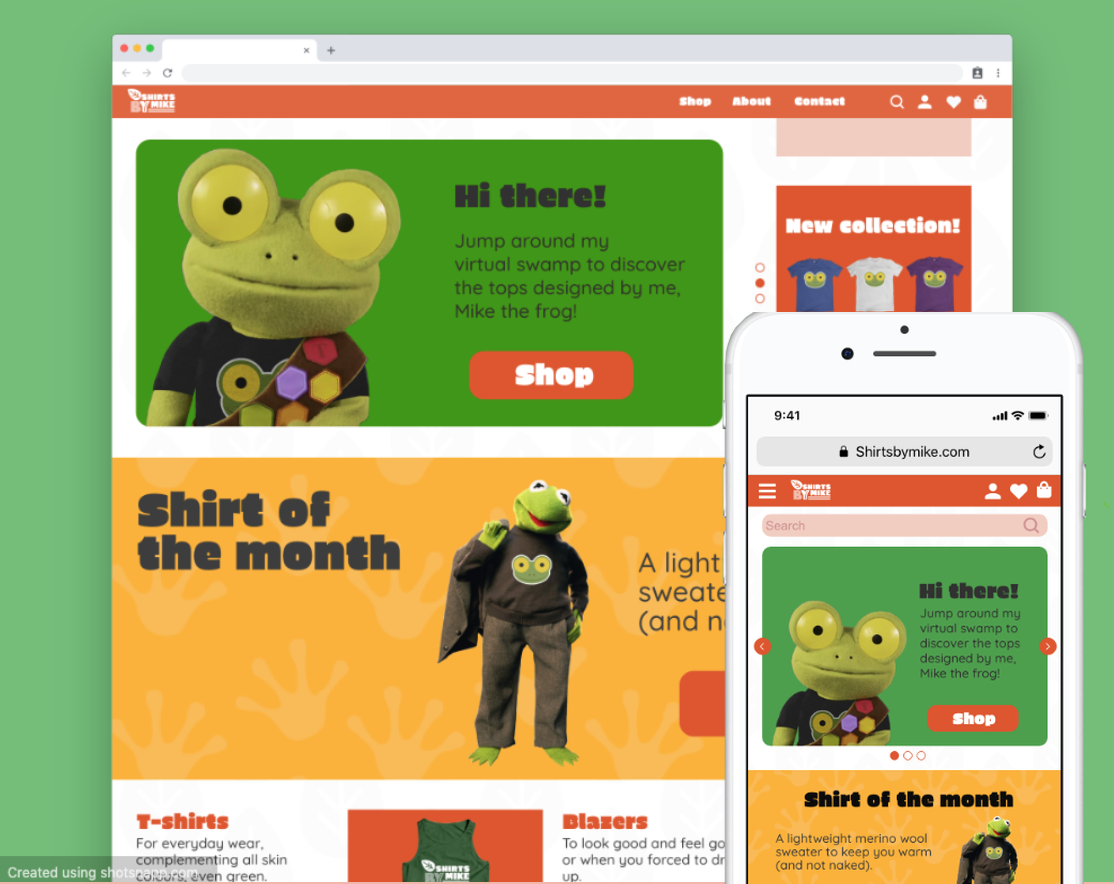 SHIRTS
BY MIKE
Shop About Contact
Hi there!
Jump around my
virtual swamp to discover
the tops designed by me,
Mike the frog!
Shop
New collection!
Shirt of
the month
A light
sweate
(and n
T-shirts
For everyday wear,
complementing all skin
colours, even green.
SHIRTS
BY MIKE
Blazers
To look good and feel go
or when you forced to dr
up.
9:41
Shirtsbymike.com
SHIRTS
BY MIKE
Search
Hi there!
Jump around my
virtual swamp to
discover the tops
designed by me,
Mike the frog!
Shop
Shirt of the month
A lightweight merino wool
sweater to keep you warm
(and not naked).
Created using shotsnapp.com